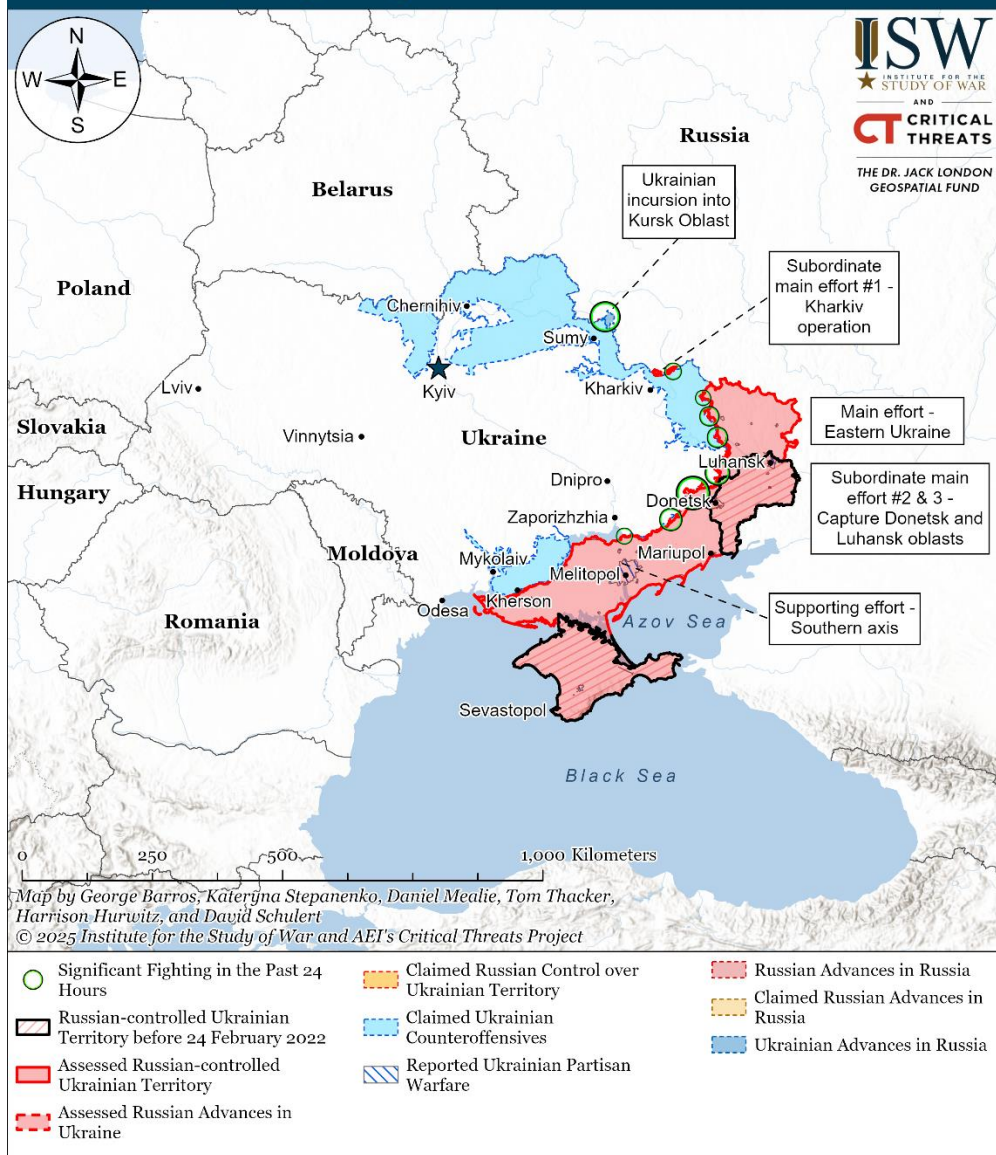 N
W
E
S
ISW
INSTITUTE FOR THE
STUDY OF WAR
AND
CT CRITICAL
THREATS
THE DR. JACK LONDON
GEOSPATIAL FUND
Russia
Belarus
Ukrainian
incursion into
Kursk Oblast
Subordinate
main effort #1 -
Kharkiv
operation
Poland
Chernihiv
Sumy
Kyiv
Kharkiv
Lviv
Slovakia
Vinnytsia
Ukraine
Main effort -
Eastern Ukraine
Hungary
Luhansk
Dnipro
Donetsk
Subordinate main
effort #2 & 3 -
Capture Donetsk and
Luhansk oblasts
Zaporizhzhia
Moldova
Mykolaiv
Mariupol
Melitopol
Odesa
Kherson
Romania
Azov Sea
Supporting effort -
Southern axis
Sevastopol
Black Sea
0 250 500 1,000 Kilometers
Map by George Barros, Kateryna Stepanenko, Daniel Mealie, Tom Thacker,
Harrison Hurwitz, and David Schulert
© 2025 Institute for the Study of War and AEI's Critical Threats Project
Significant Fighting in the Past 24
Hours
Russian-controlled Ukrainian
Territory before 24 February 2022
Assessed Russian-controlled
Ukrainian Territory
Assessed Russian Advances in
Ukraine
Claimed Russian Control over
Ukrainian Territory
Claimed Ukrainian
Counteroffensives
Reported Ukrainian Partisan
Warfare
Russian Advances in Russia
Claimed Russian Advances in
Russia
Ukrainian Advances in Russia